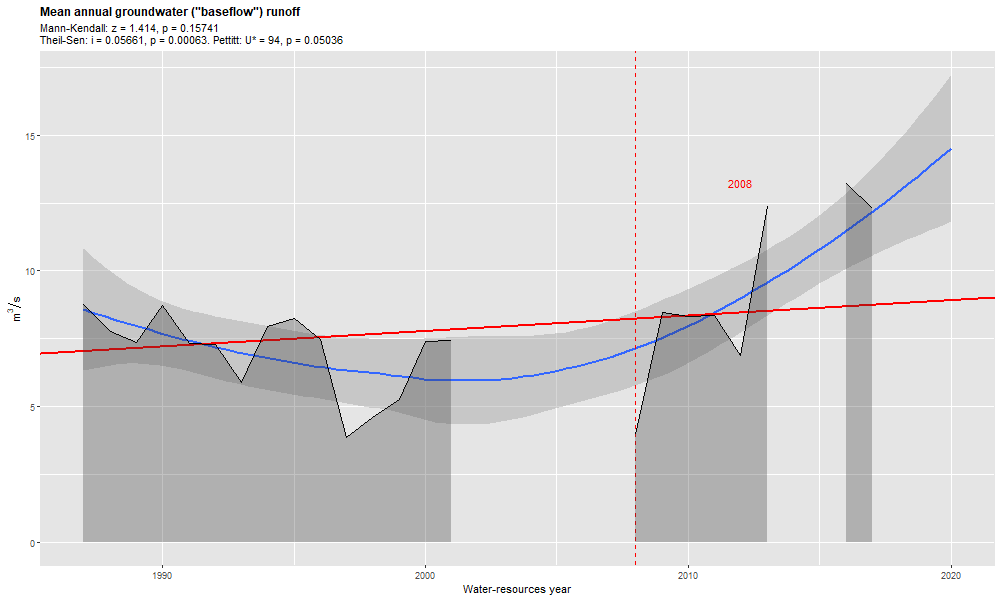 Mean annual groundwater ("baseflow") runoff
Mann-Kendall: z = 1.414, p = 0.15741
Theil-Sen: i = 0.05661, p = 0.00063. Pettitt: U* = 94, p = 0.05036
2008
15
10
5
0
m³/s
1990
2000
2010
2020
Water-resources year